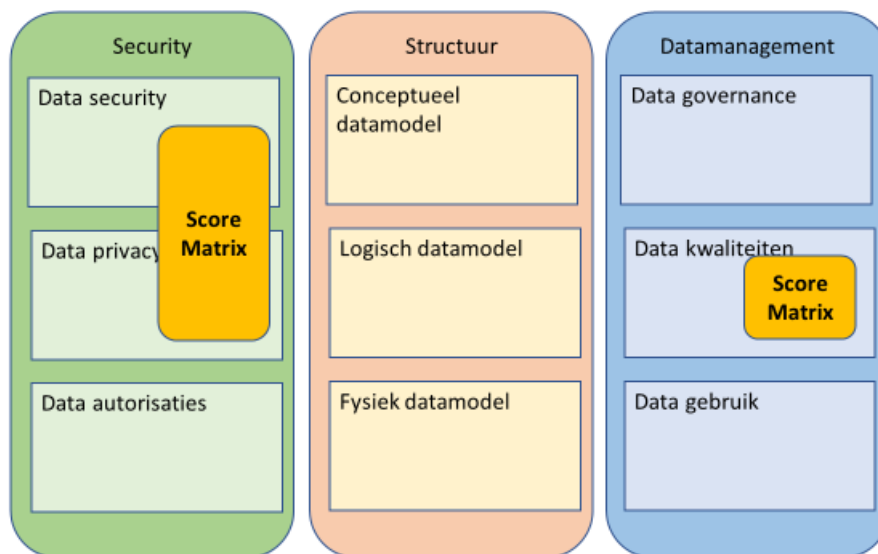 Security
Data security
Score
Matrix
Data privacy
Data autorisaties
Structuur
Conceptueel
datamodel
Logisch datamodel
Fysiek datamodel
Datamanagement
Data governance
Data kwaliteiten
Score
Matrix
Data gebruik